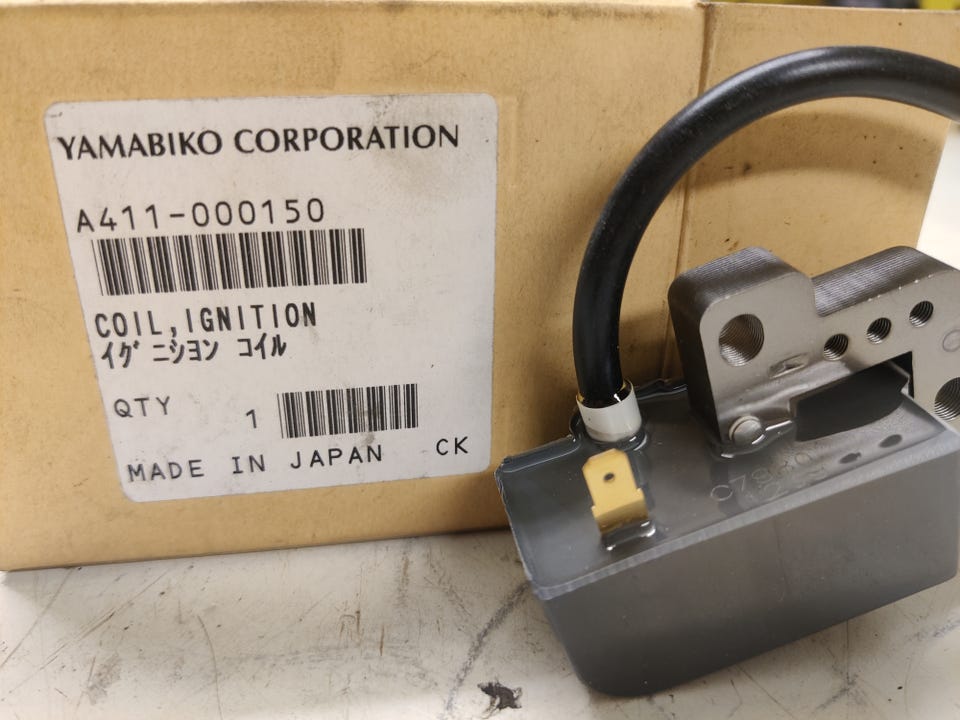 YAMABIKO CORPORATION
A411-000150
COIL,IGNITION
イグニシヨン コイル
QTY 1
MADE IN JAPAN CK